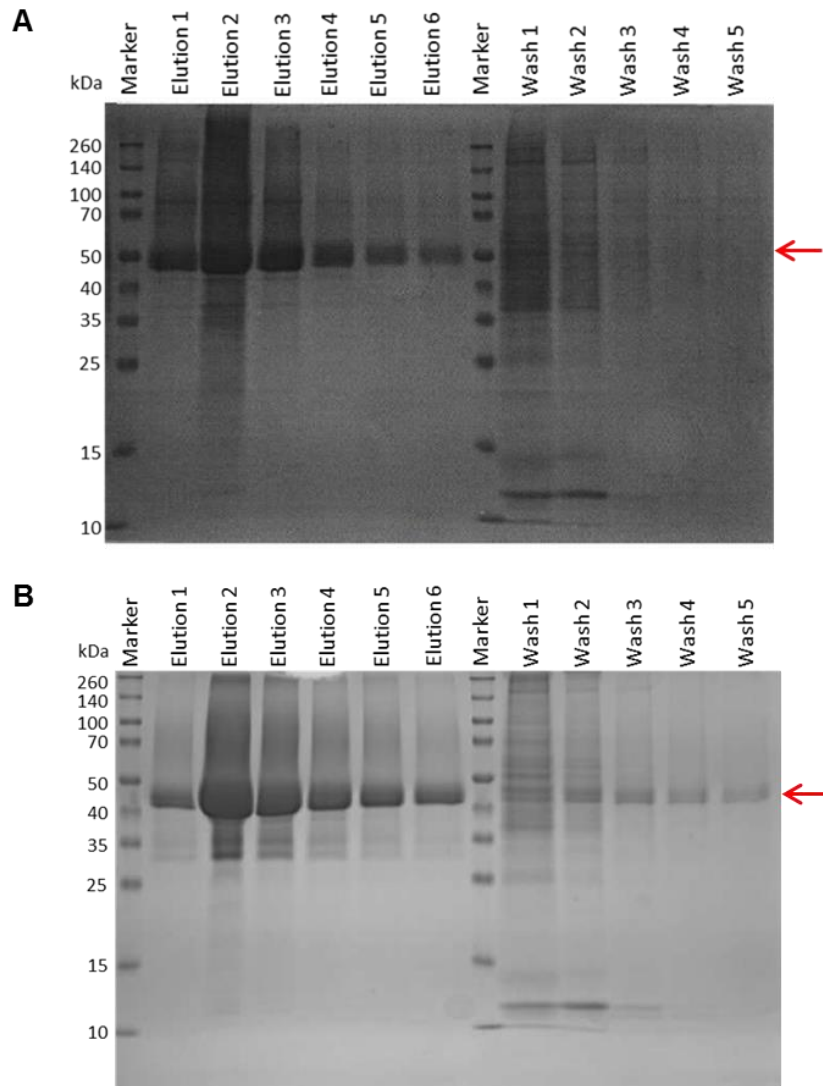 A
kDa
Marker
Elution 1
Elution 2
Elution 3
Elution 4
Elution 5
Elution 6
Marker
Wash 1
Wash 2
Wash 3
Wash 4
Wash 5
260
140
100
70
50
40
35
25
15
10
B
kDa
Marker
Elution 1
Elution 2
Elution 3
Elution 4
Elution 5
Elution 6
Marker
Wash 1
Wash 2
Wash 3
Wash 4
Wash 5
260
140
100
70
50
40
35
25
15
10